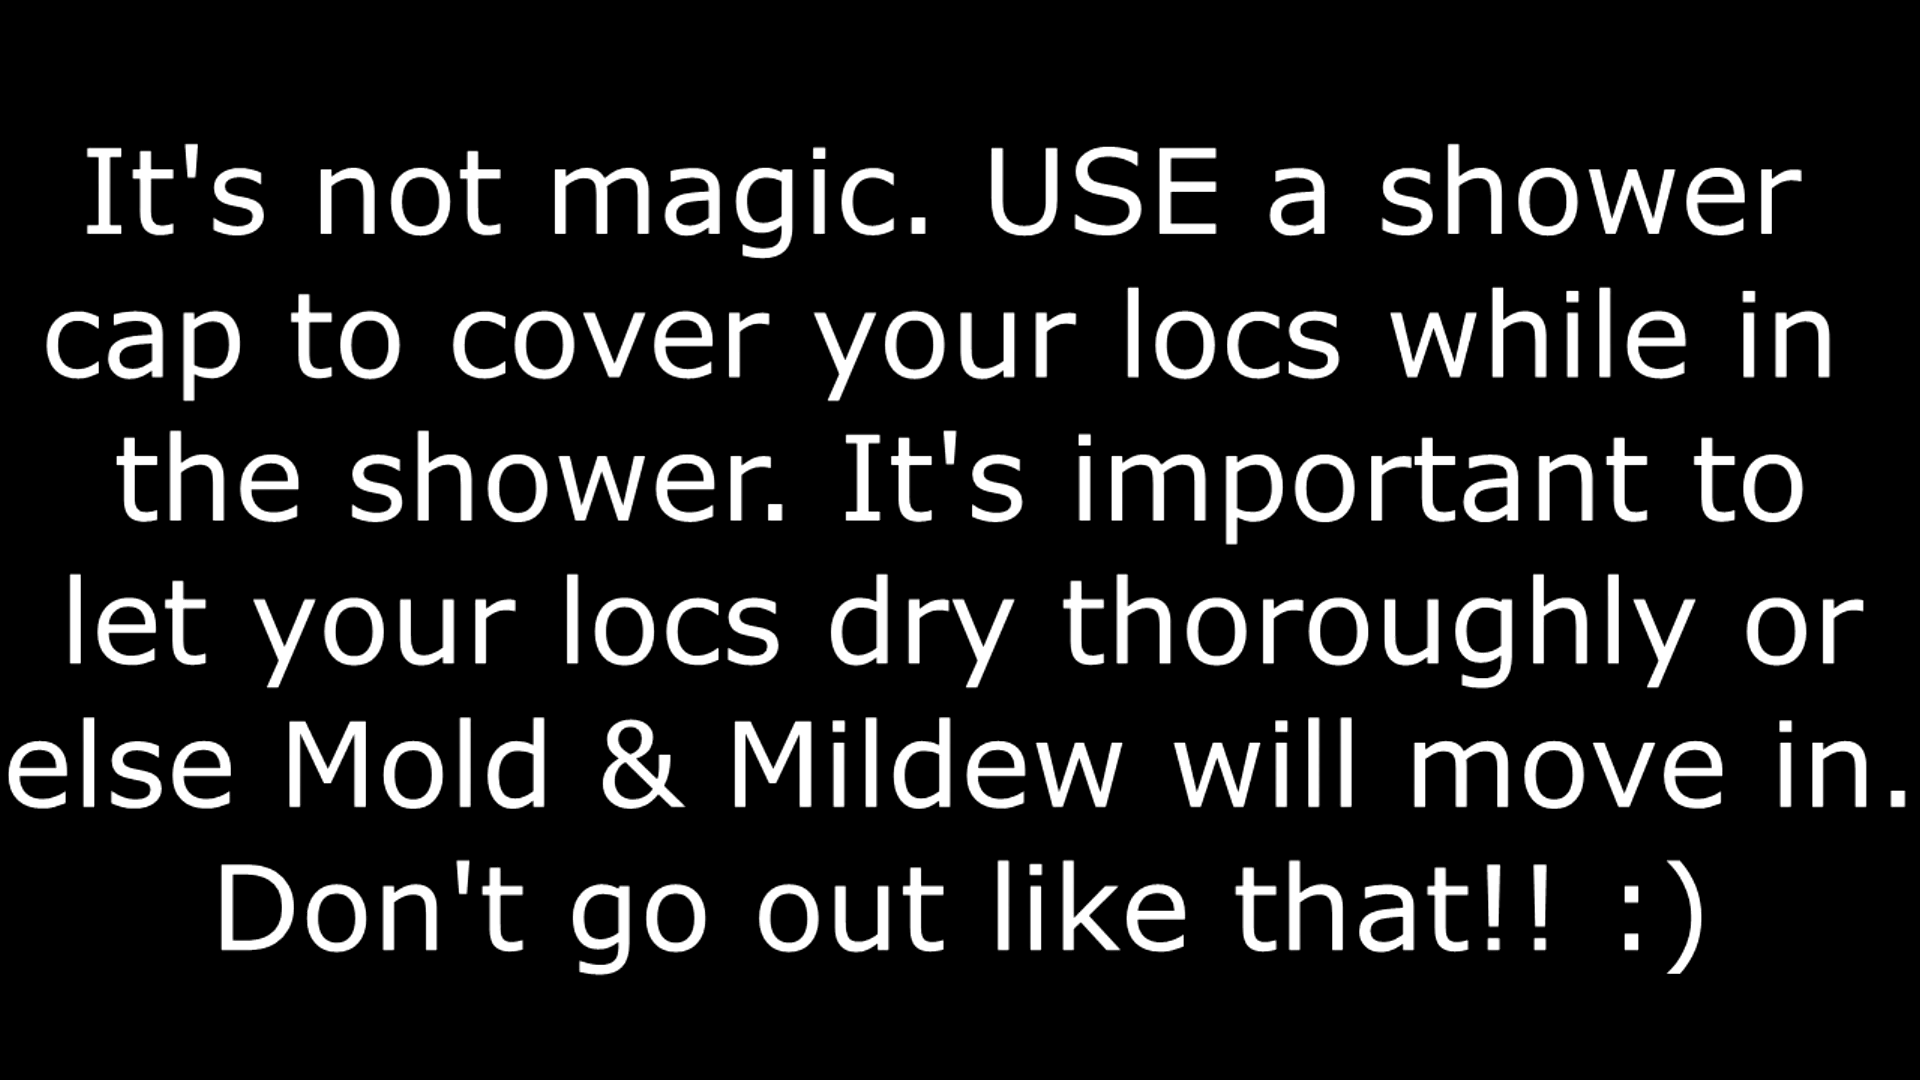 It's not magic. USE a shower
cap to cover your locs while in
the shower. It's important to
let your locs dry thoroughly or
else Mold & Mildew will move in.
Don't go out like that!! :)